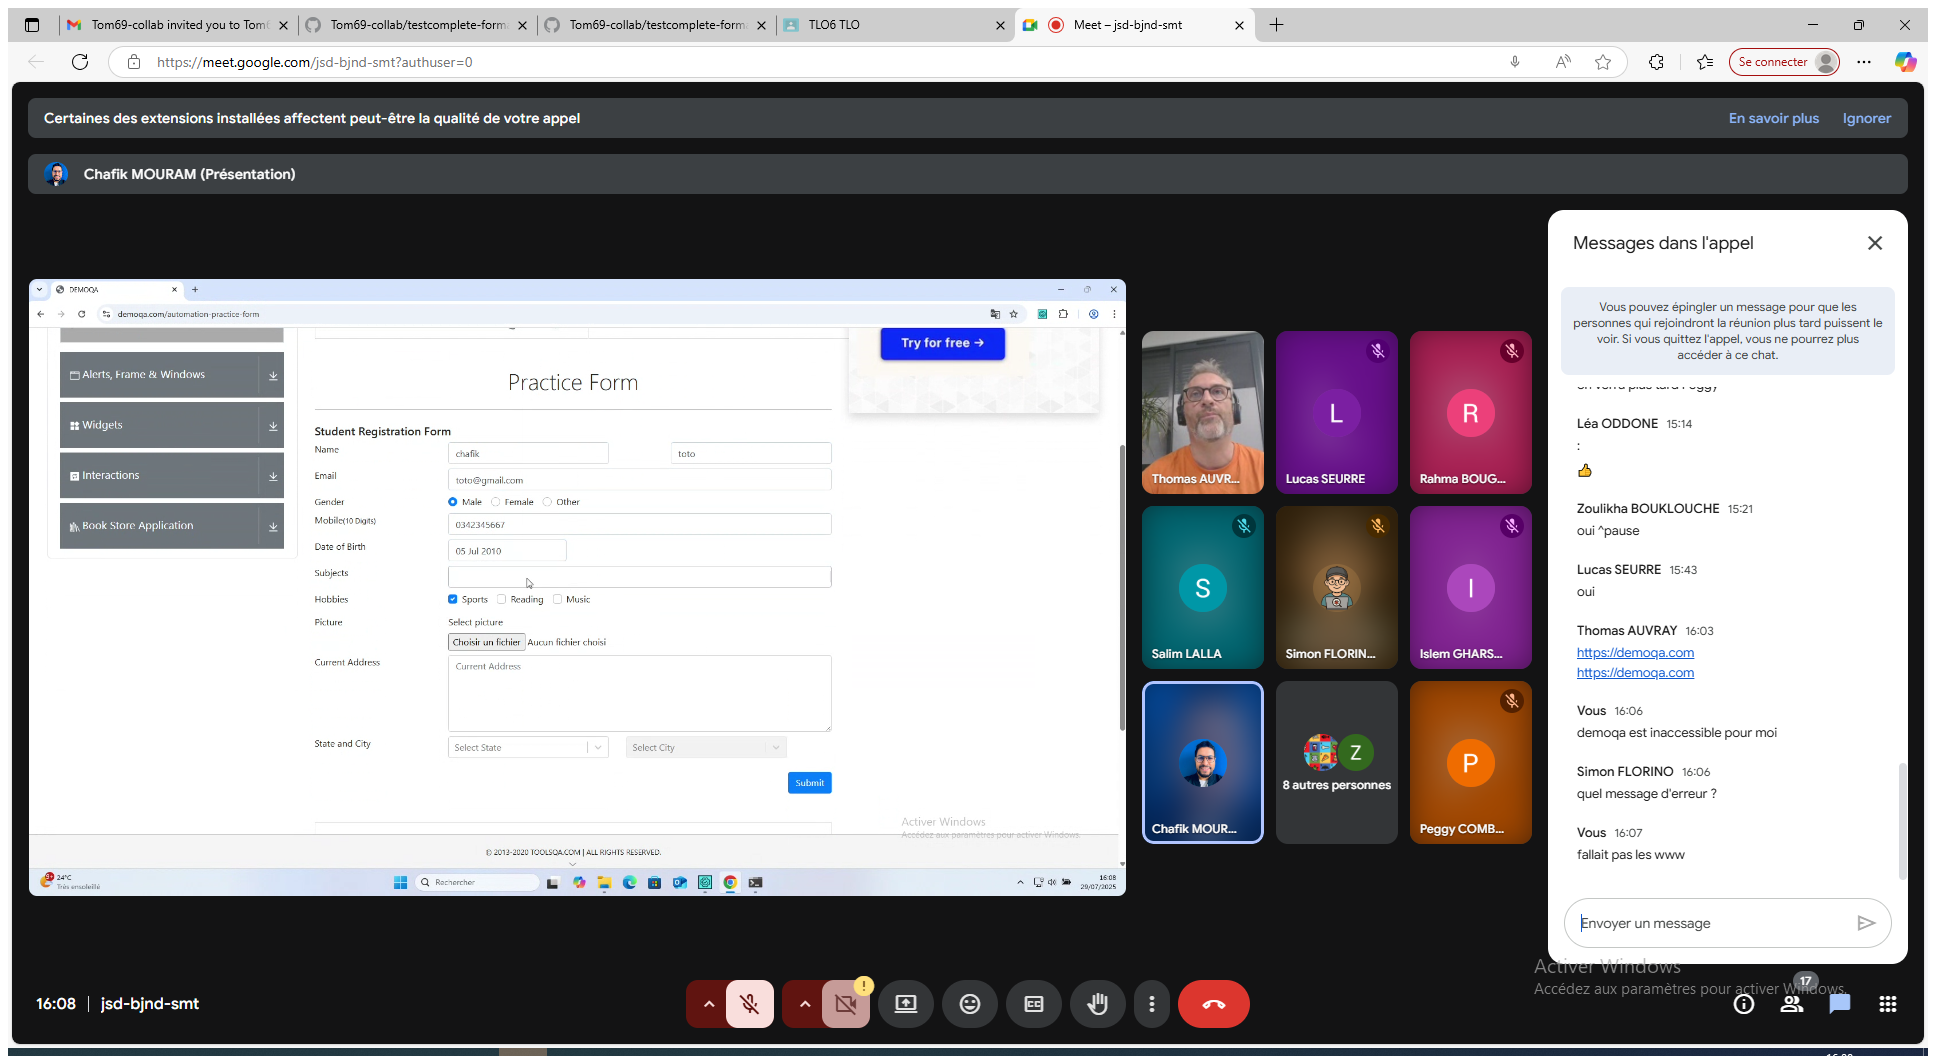 Tom69-collab invited you to Tom6
Tom69-collab/testcomplete-forma
Tom69-collab/testcomplete-forma
TLO6 TLO
Meet – jsd-bjnd-smt
https://meet.google.com/jsd-bjnd-smt?authuser=0
Se connecter
Certaines des extensions installées affectent peut-être la qualité de votre appel
En savoir plus
Ignorer
Chafik MOURAM (Présentation)
DEMOQA
demoqa.com/automation-practice-form
Alerts, Frame & Windows
Widgets
Interactions
Book Store Application
Try for free →
Practice Form
Student Registration Form
Name
chafik
toto
Email
toto@gmail.com
Gender
Male
Female
Other
Mobile(10 Digits)
0342345667
Date of Birth
05 Jul 2010
Subjects
Hobbies
Sports
Reading
Music
Picture
Select picture
Choisir un fichier
Aucun fichier choisi
Current Address
Current Address
State and City
Select State
Select City
Submit
Activer Windows
Accédez aux paramètres pour activer Windows.
© 2013-2020 TOOLSQA.COM | ALL RIGHTS RESERVED.
24°C
Très ensoleillé
Rechercher
16:08
29/07/2025
Thomas AUVR...
L
Lucas SEURRE
R
Rahma BOUG...
S
Salim LALLA
Simon FLORIN...
I
Islem GHARS...
Chafik MOUR...
Z
8 autres personnes
P
Peggy COMB...
Messages dans l'appel
Vous pouvez épingler un message pour que les
personnes qui rejoindront la réunion plus tard puissent le
voir. Si vous quittez l'appel, vous ne pourrez plus
accéder à ce chat.
Léa ODDONE 15:14
:
👍
Zoulikha BOUKLOUCHE 15:21
oui ^pause
Lucas SEURRE 15:43
oui
Thomas AUVRAY 16:03
https://demoqa.com
https://demoqa.com
Vous 16:06
demoqa est inaccessible pour moi
Simon FLORINO 16:06
quel message d'erreur ?
Vous 16:07
fallait pas les www
Envoyer un message
Activer Windows
Accédez aux paramètres pour activer Windows.
16:08
jsd-bjnd-smt
17